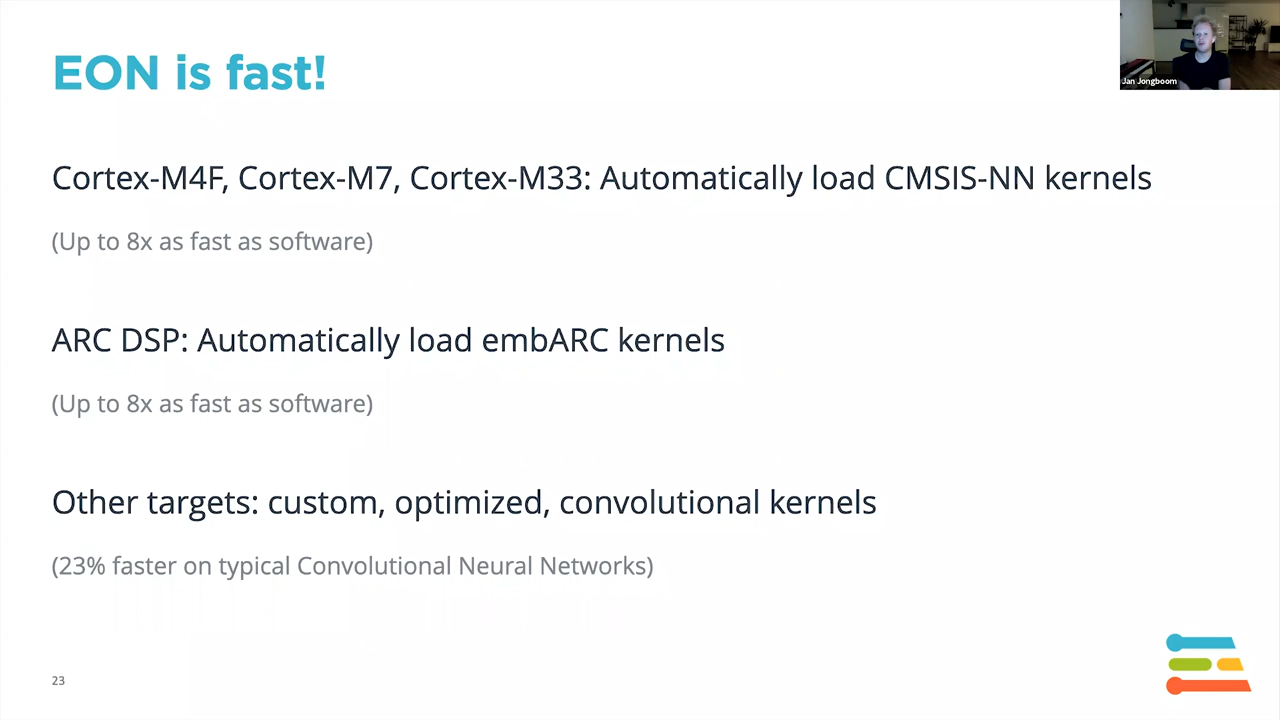 EON is fast!
Jan Jongboom
Cortex-M4F, Cortex-M7, Cortex-M33: Automatically load CMSIS-NN kernels
(Up to 8x as fast as software)
ARC DSP: Automatically load embARC kernels
(Up to 8x as fast as software)
Other targets: custom, optimized, convolutional kernels
(23% faster on typical Convolutional Neural Networks)
23